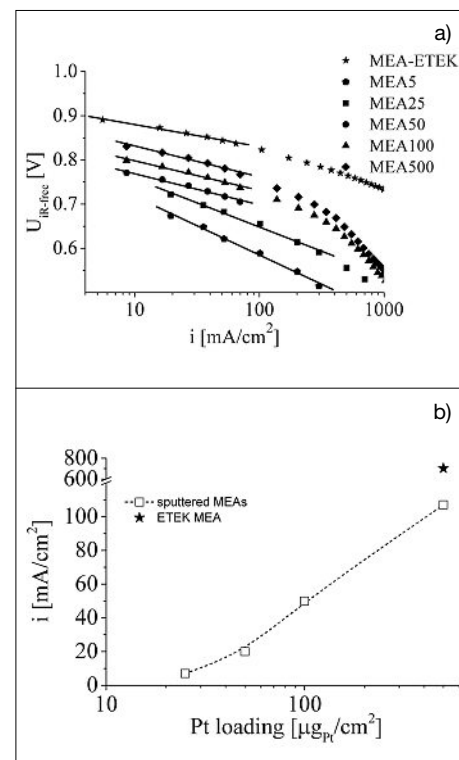 a)
MEA-ETEK
MEA5
MEA25
MEA50
MEA100
MEA500
1.0
0.9
0.8
0.7
0.6
U_iR-free [V]
10
100
1000
i [mA/cm²]
b)
800
600
100
80
60
40
20
0
i [mA/cm²]
sputtered MEAs
ETEK MEA
10
100
Pt loading [µg_Pt/cm²]